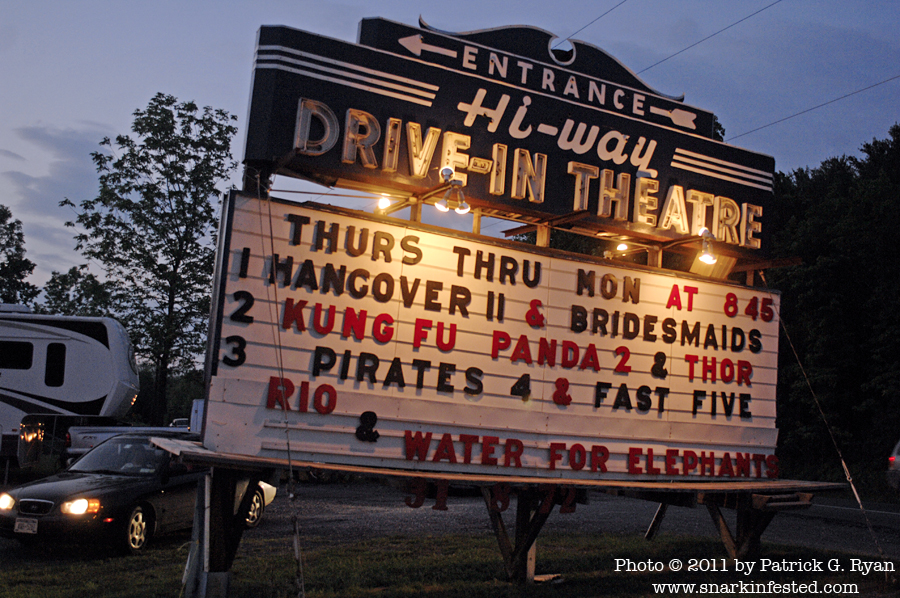 ENTRANCE
Hi-way
DRIVE-IN THEATRE
THURS THRU MON AT 8 45
1 HANGOVER II & BRIDESMAIDS
2 KUNG FU PANDA 2 & THOR
3 PIRATES 4 & FAST FIVE
RIO
& WATER FOR ELEPHANTS
Photo © 2011 by Patrick G. Ryan
www.snarkinfested.com